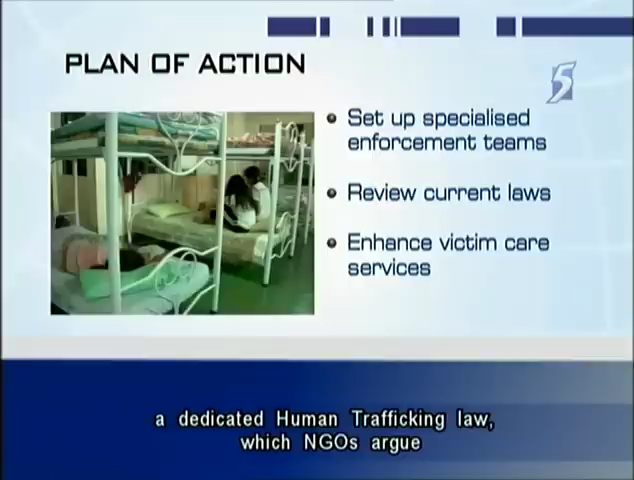 PLAN OF ACTION
5
Set up specialised
enforcement teams
Review current laws
Enhance victim care
services
a dedicated Human Trafficking law,
which NGOs argue